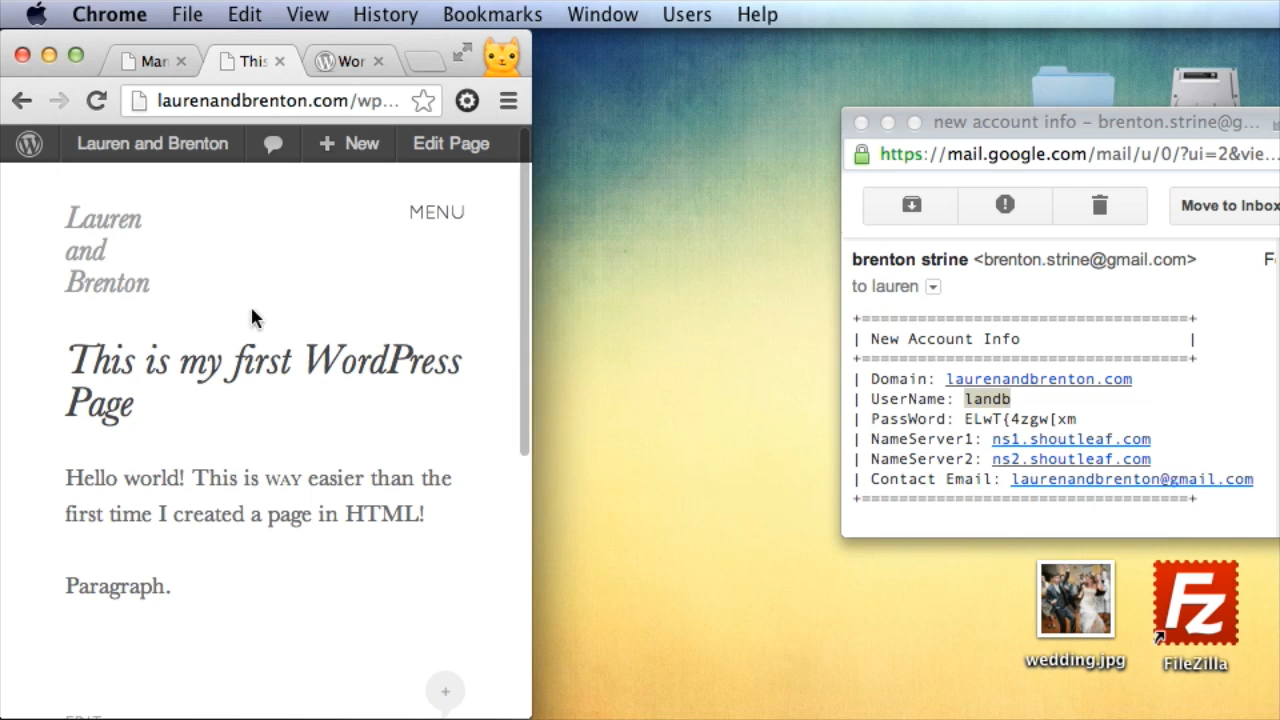 Chrome File Edit View History Bookmarks Window Users Help
Mar This Wor
laurenandbrenton.com/wp...
Lauren and Brenton + New Edit Page
Lauren
and
Brenton
MENU
This is my first WordPress
Page
Hello world! This is WAY easier than the
first time I created a page in HTML!
Paragraph.
+
new account info – brenton.strine@g...
https://mail.google.com/mail/u/0/?ui=2&vie...
Move to Inbox
brenton strine <brenton.strine@gmail.com>
to lauren
+===================================+
| New Account Info |
+===================================+
| Domain: laurenandbrenton.com
| UserName: landb
| PassWord: ELwT{4zgw[xm
| NameServer1: ns1.shoutleaf.com
| NameServer2: ns2.shoutleaf.com
| Contact Email: laurenandbrenton@gmail.com
+===================================+
wedding.jpg
Fz
FileZilla